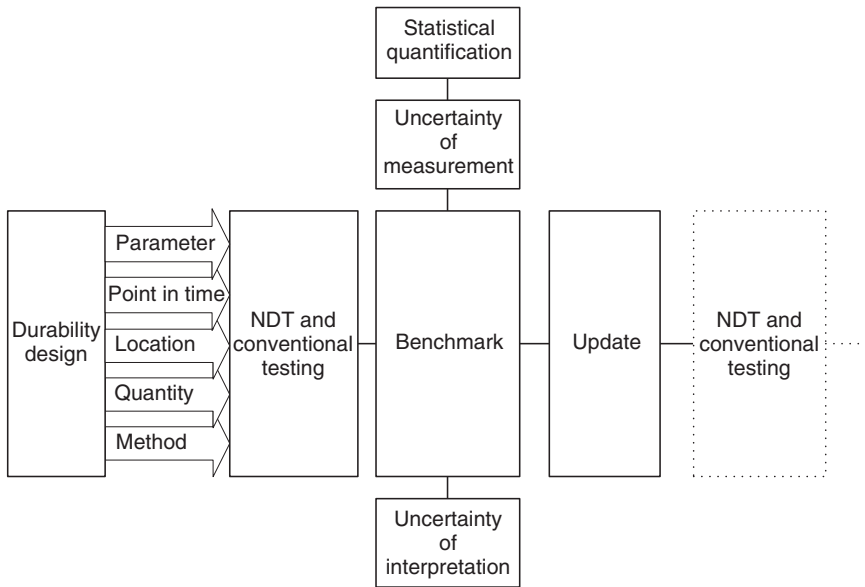 Statistical
quantification
Uncertainty
of
measurement
Durability
design
Parameter
Point in time
Location
Quantity
Method
NDT and
conventional
testing
Benchmark
Update
NDT and
conventional
testing
Uncertainty
of
interpretation